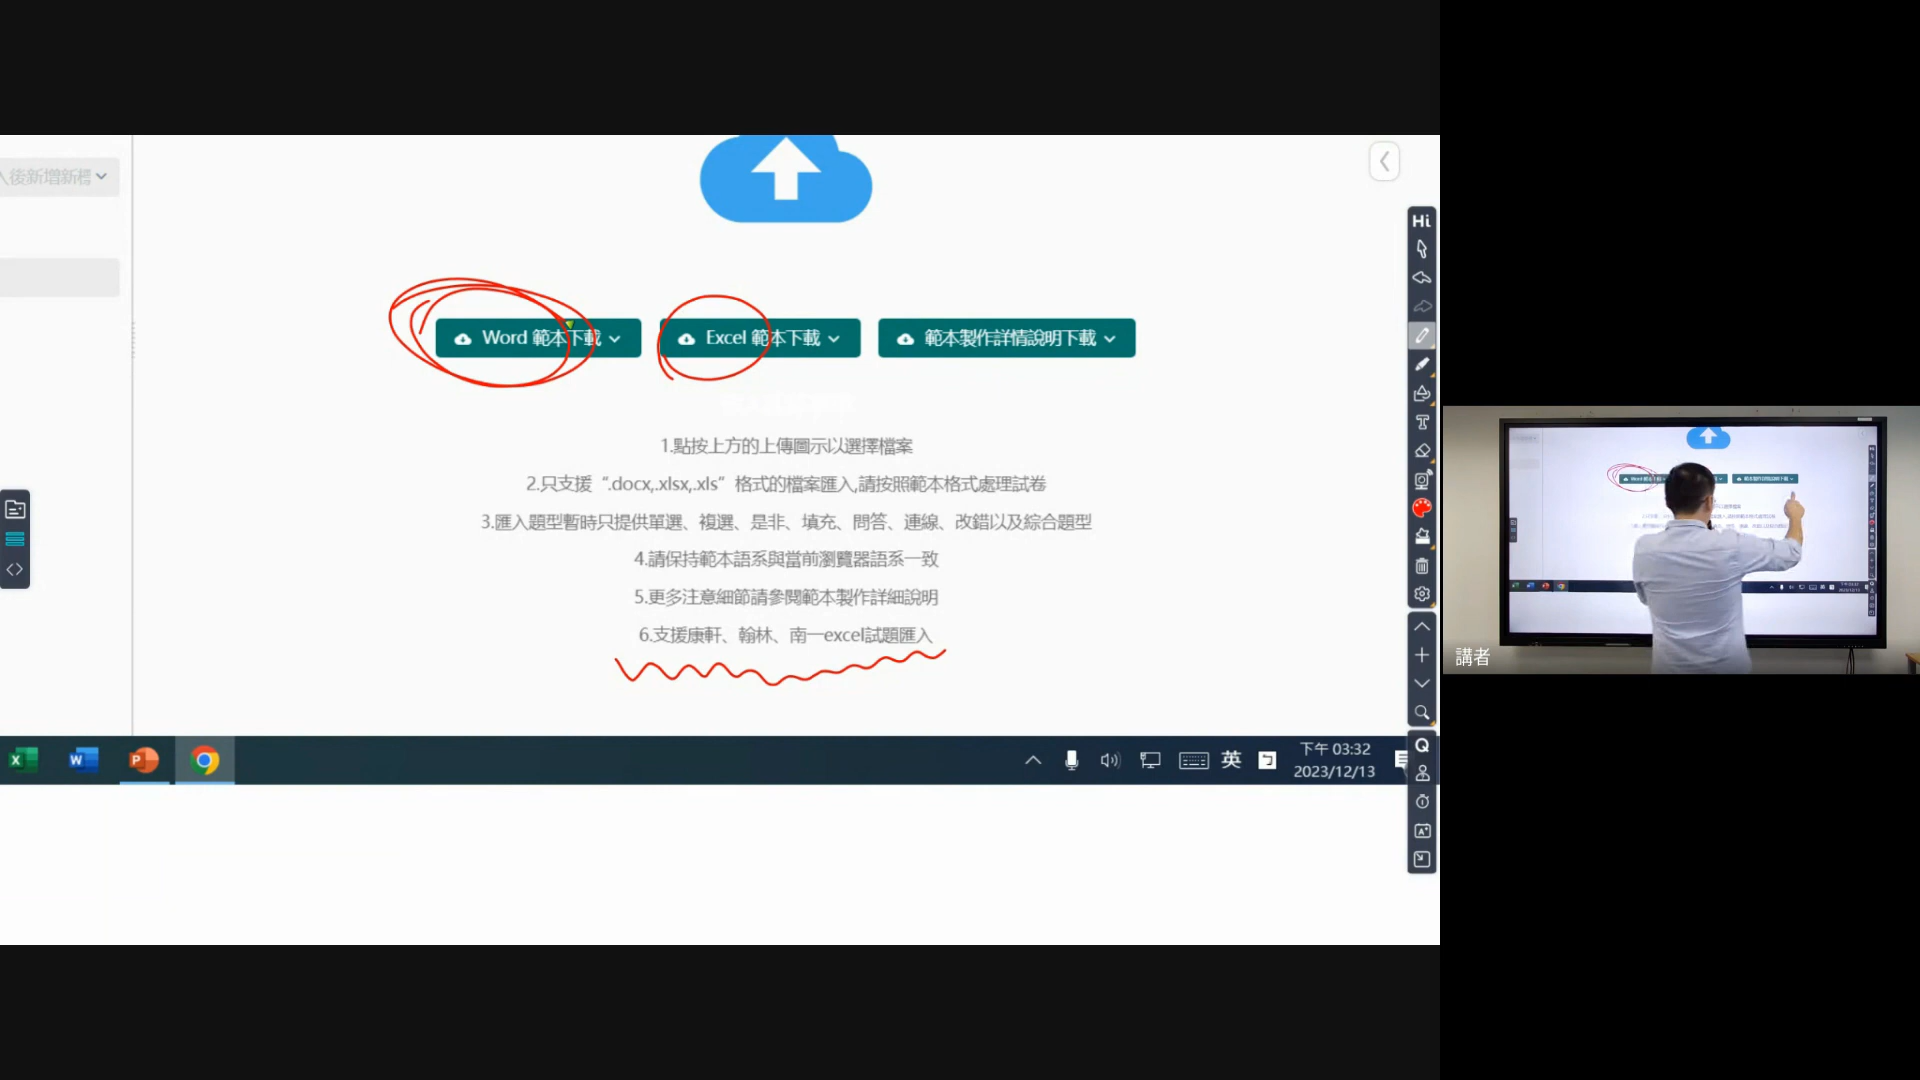 入後新增新標
Hi
Word 範本下載
Excel 範本下載
範本製作詳情說明下載
1.點按上方的上傳圖示以選擇檔案
2.只支援“.docx,.xlsx,.xls”格式的檔案匯入,請按照範本格式處理試卷
3.匯入題型暫時只提供單選、複選、是非、填充、問答、連線、改錯以及綜合題型
4.請保持範本語系與當前瀏覽器語系一致
5.更多注意細節請參閱範本製作詳細說明
6.支援康軒、翰林、南一excel試題匯入
英
下午 03:32
2023/12/13
講者